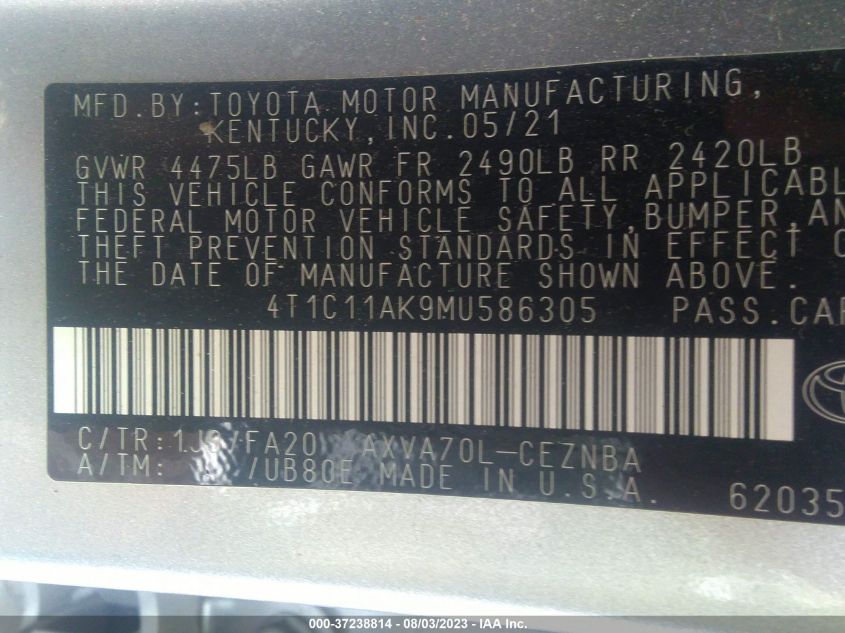 MFD.BY:TOYOTA MOTOR MANUFACTURING,
KENTUCKY,INC.05/21
GVWR 4475LB GAWR FR 2490LB RR 2420LB
THIS VEHICLE CONFORMS TO ALL APPLICABL
FEDERAL MOTOR VEHICLE SAFETY,BUMPER,AN
THEFT PREVENTION STANDARDS IN EFFECT O
THE DATE OF MANUFACTURE SHOWN ABOVE.
4T1C11AK9MU586305 PASS.CAR
C/TR: /FA20 AXVA70L-CEZNBA
A/TM: /UB80E MADE IN U.S.A.
62035
000-37238814 - 08/03/2023 - IAA Inc.